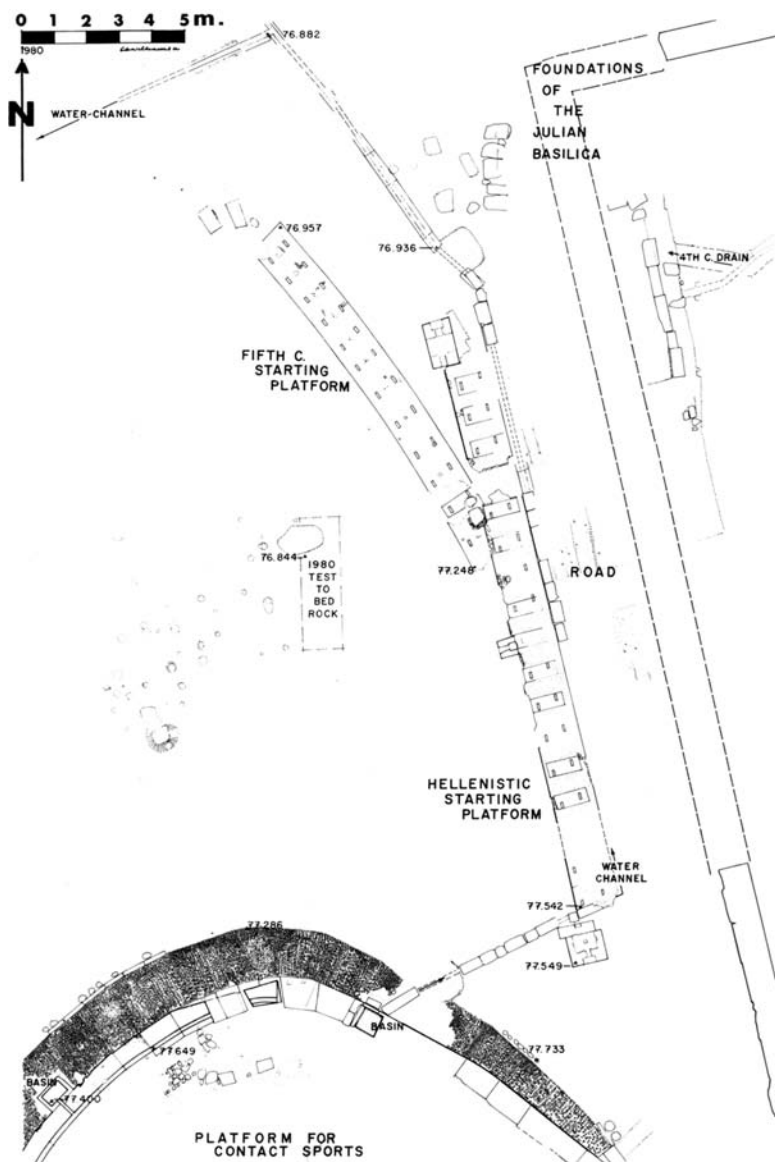 0 1 2 3 4 5 m.
1980
N
76.882
WATER-CHANNEL
FOUNDATIONS
OF
THE
JULIAN
BASILICA
76.957
76.936
4TH C. DRAIN
FIFTH C.
STARTING
PLATFORM
76.844
1980
TEST
TO
BED
ROCK
77.248
ROAD
HELLENISTIC
STARTING
PLATFORM
WATER
CHANNEL
77.542
77.549
77.286
BASIN
77.733
77.649
BASIN
77.400
PLATFORM FOR
CONTACT SPORTS